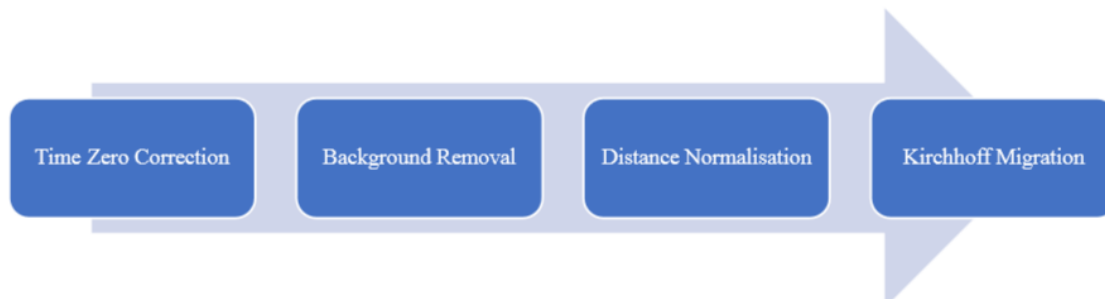 Time Zero Correction
Background Removal
Distance Normalisation
Kirchhoff Migration